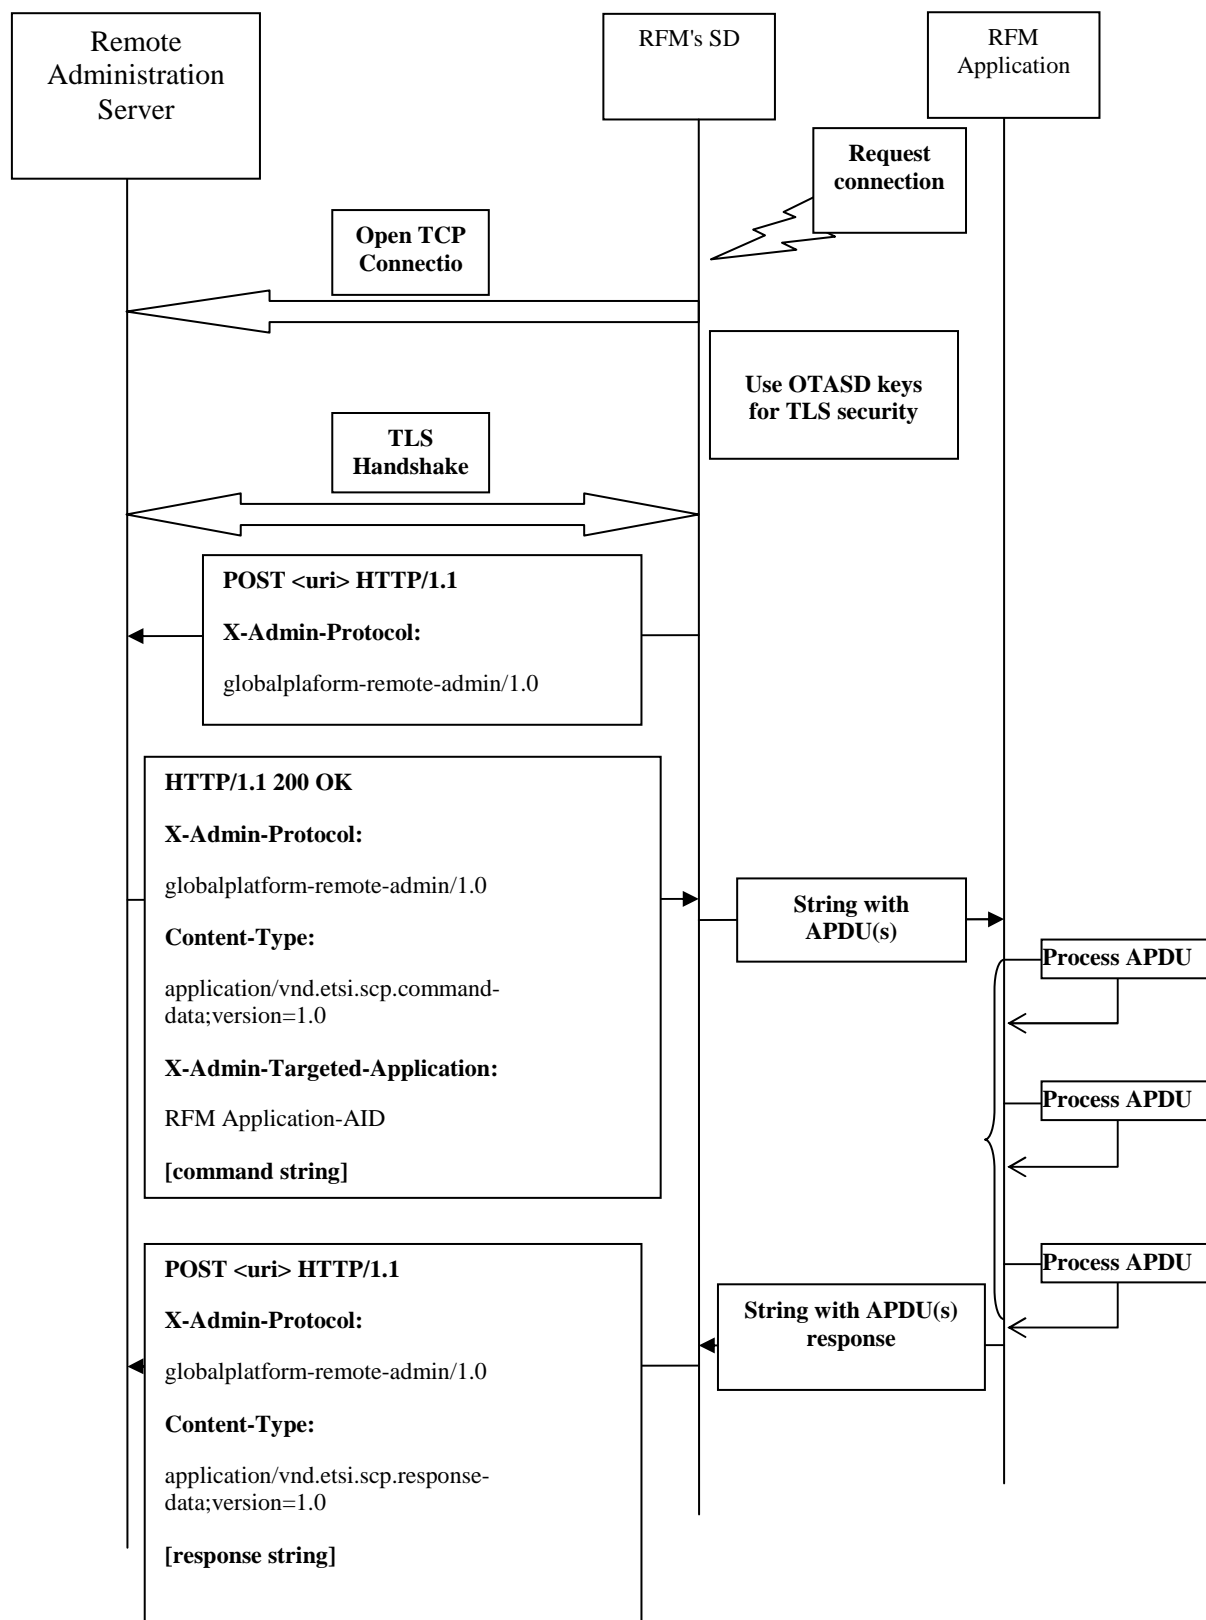 Remote
Administration
Server
RFM's SD
RFM
Application
Request
connection
Open TCP
Connectio
Use OTASD keys
for TLS security
TLS
Handshake
POST <uri> HTTP/1.1
X-Admin-Protocol:
globalplaform-remote-admin/1.0
HTTP/1.1 200 OK
X-Admin-Protocol:
globalplatform-remote-admin/1.0
Content-Type:
application/vnd.etsi.scp.command-
data;version=1.0
X-Admin-Targeted-Application:
RFM Application-AID
[command string]
String with
APDU(s)
Process APDU
Process APDU
Process APDU
String with APDU(s)
response
POST <uri> HTTP/1.1
X-Admin-Protocol:
globalplatform-remote-admin/1.0
Content-Type:
application/vnd.etsi.scp.response-
data;version=1.0
[response string]